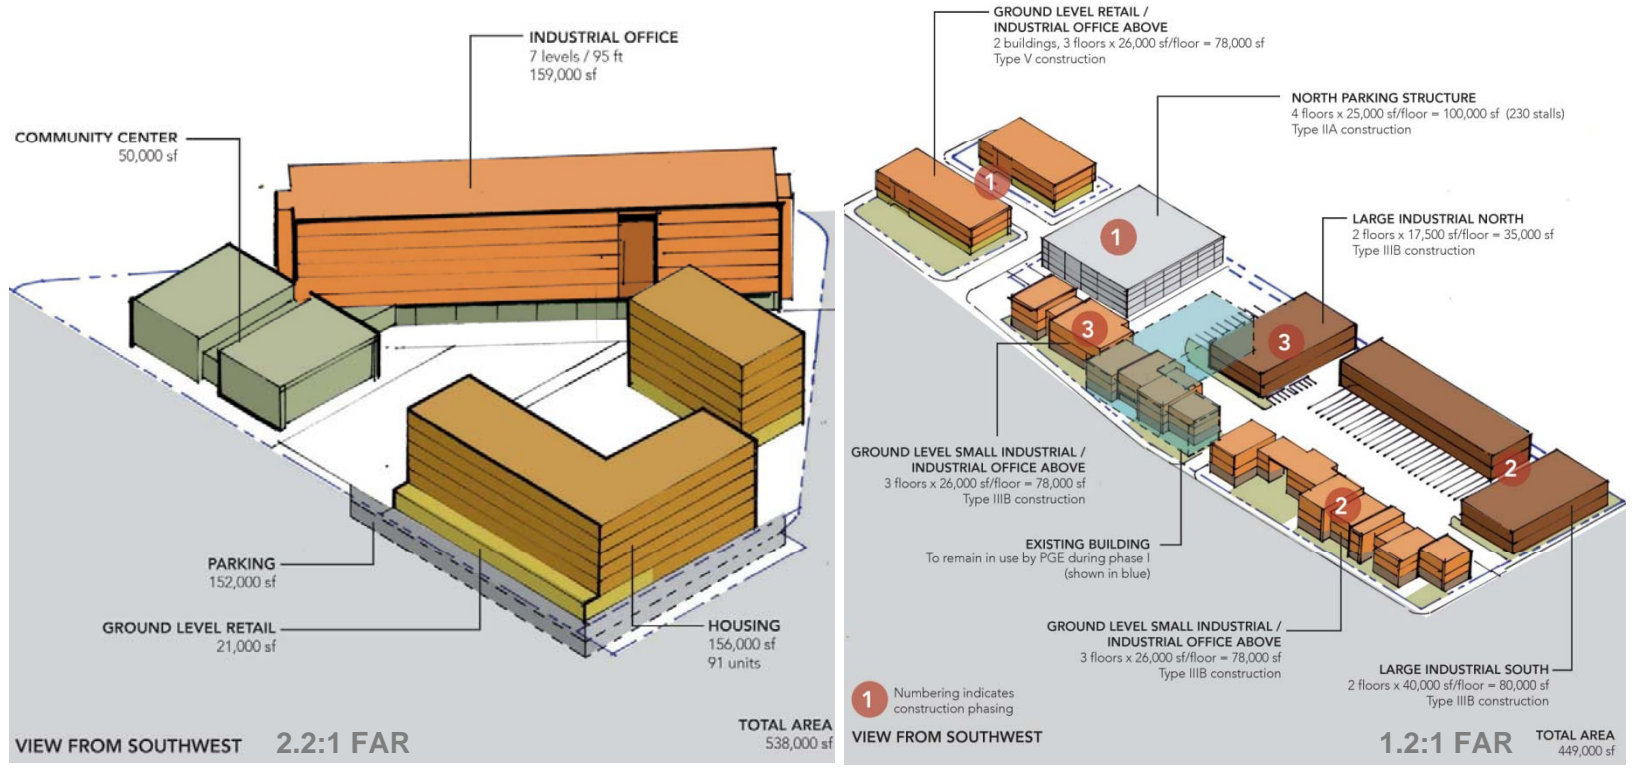 INDUSTRIAL OFFICE
7 levels / 95 ft
159,000 sf
COMMUNITY CENTER
50,000 sf
PARKING
152,000 sf
GROUND LEVEL RETAIL
21,000 sf
HOUSING
156,000 sf
91 units
TOTAL AREA
538,000 sf
VIEW FROM SOUTHWEST
2.2:1 FAR
GROUND LEVEL RETAIL /
INDUSTRIAL OFFICE ABOVE
2 buildings, 3 floors x 26,000 sf/floor = 78,000 sf
Type V construction
NORTH PARKING STRUCTURE
4 floors x 25,000 sf/floor = 100,000 sf (230 stalls)
Type IIA construction
LARGE INDUSTRIAL NORTH
2 floors x 17,500 sf/floor = 35,000 sf
Type IIIB construction
1
1
3
3
2
2
GROUND LEVEL SMALL INDUSTRIAL /
INDUSTRIAL OFFICE ABOVE
3 floors x 26,000 sf/floor = 78,000 sf
Type IIIB construction
EXISTING BUILDING
To remain in use by PGE during phase I
(shown in blue)
GROUND LEVEL SMALL INDUSTRIAL /
INDUSTRIAL OFFICE ABOVE
3 floors x 26,000 sf/floor = 78,000 sf
Type IIIB construction
LARGE INDUSTRIAL SOUTH
2 floors x 40,000 sf/floor = 80,000 sf
Type IIIB construction
1
Numbering indicates
construction phasing
VIEW FROM SOUTHWEST
1.2:1 FAR
TOTAL AREA
449,000 sf